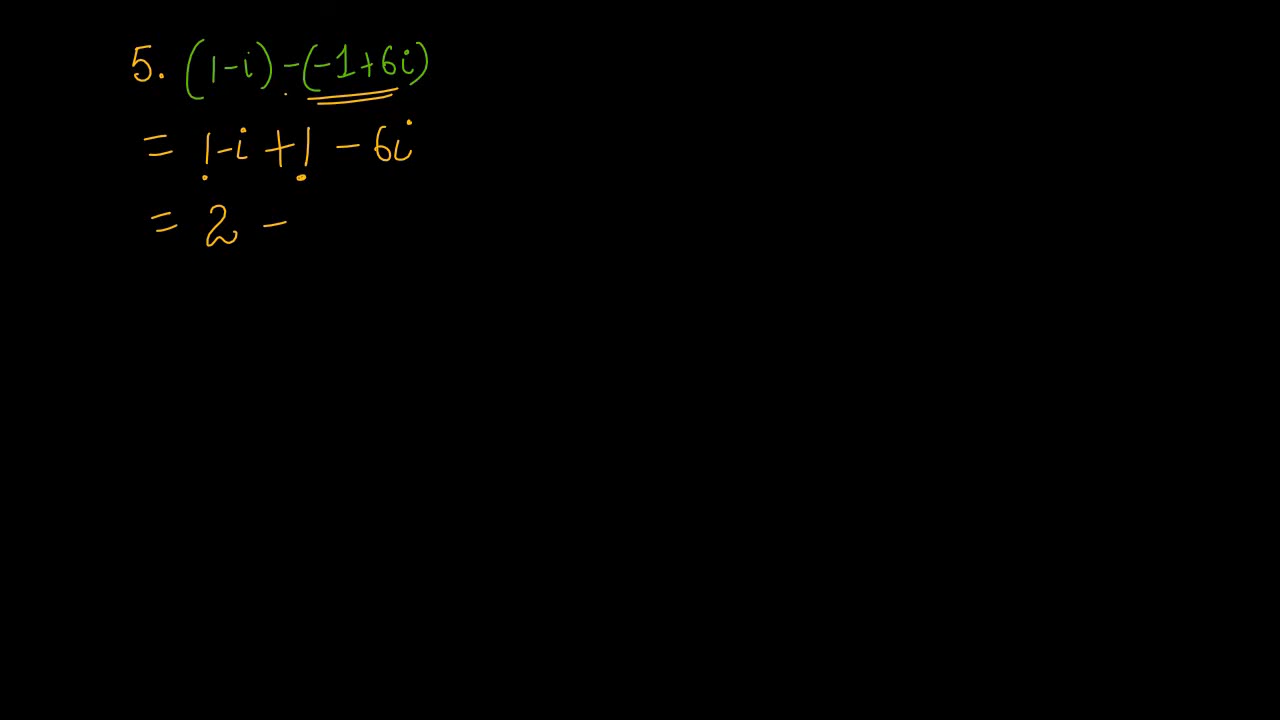 5. (1-i) - (-1+6i)
= 1-i +1 - 6i
= 2 -